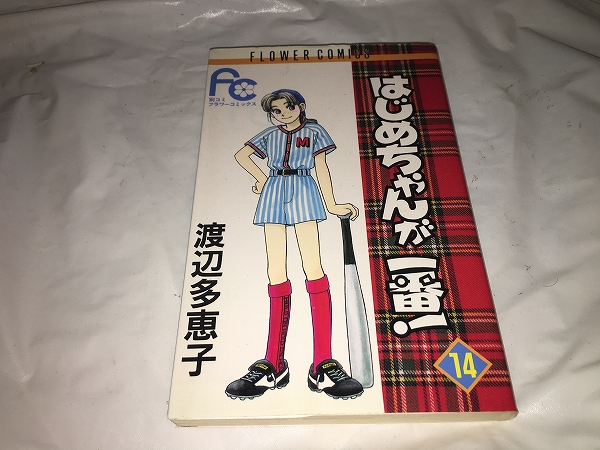 FLOWER COMICS
FC
別コミ
フラワーコミックス
はじめちゃんが一番!
渡辺多恵子
M
14